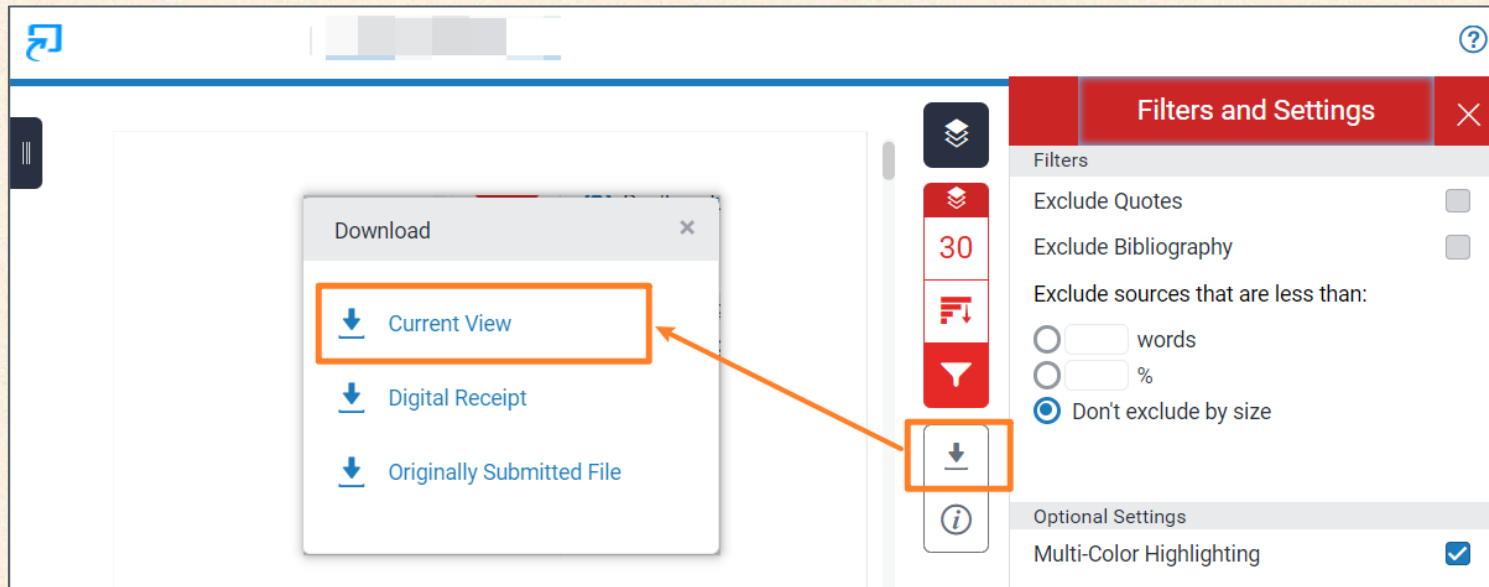 Filters and Settings
Filters
Exclude Quotes
Exclude Bibliography
Exclude sources that are less than:
words
%
Don't exclude by size
Optional Settings
Multi-Color Highlighting
30
Download
Current View
Digital Receipt
Originally Submitted File